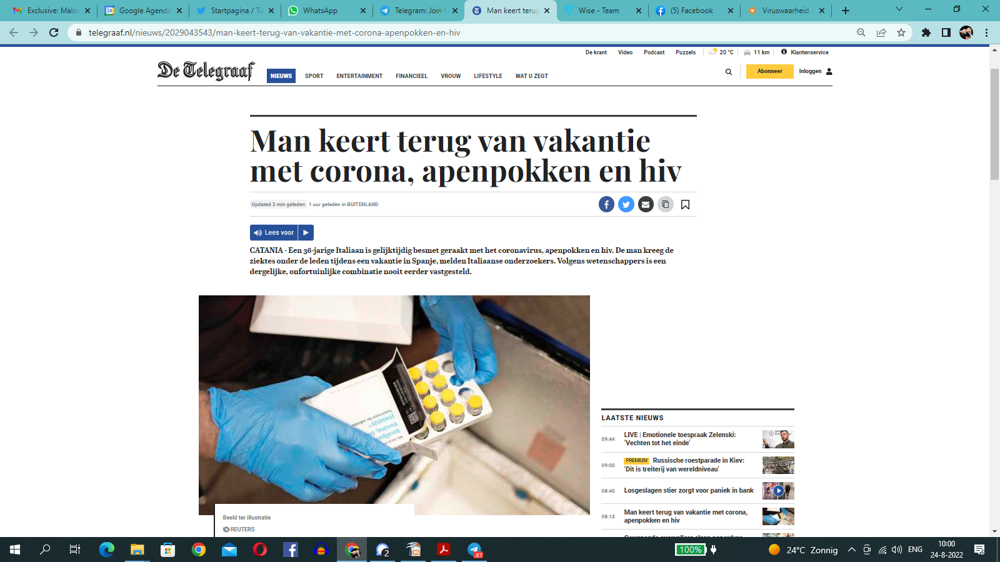 Exclusive: Malo
Google Agenda
Startpagina / Tw
WhatsApp
Telegram: Join
Man keert terug
Wise - Team
(5) Facebook
Viruswaarheid
telegraaf.nl/nieuws/2029043543/man-keert-terug-van-vakantie-met-corona-apenpokken-en-hiv
De krant Video Podcast Puzzels 20 °C 11 km Klantenservice
De Telegraaf
NIEUWS SPORT ENTERTAINMENT FINANCIEEL VROUW LIFESTYLE WAT U ZEGT
Abonneer Inloggen
Man keert terug van vakantie
met corona, apenpokken en hiv
Updated 2 min geleden 1 uur geleden in BUITENLAND
Lees voor
CATANIA - Een 36-jarige Italiaan is gelijktijdig besmet geraakt met het coronavirus, apenpokken en hiv. De man kreeg de
ziektes onder de leden tijdens een vakantie in Spanje, melden Italiaanse onderzoekers. Volgens wetenschappers is een
dergelijke, onfortuinlijke combinatie nooit eerder vastgesteld.
Smallpox
Vaccine, L
JYNNEOS
Beeld ter illustratie
© REUTERS
LAATSTE NIEUWS
09:44 LIVE | Emotionele toespraak Zelenski:
'Vechten tot het einde'
09:00 PREMIUM Russische roestparade in Kiev:
'Dit is treiterij van wereldniveau'
08:40 Losgeslagen stier zorgt voor paniek in bank
08:13 Man keert terug van vakantie met corona,
apenpokken en hiv
2
.67
100%
24°C Zonnig
ENG
10:00
24-8-2022